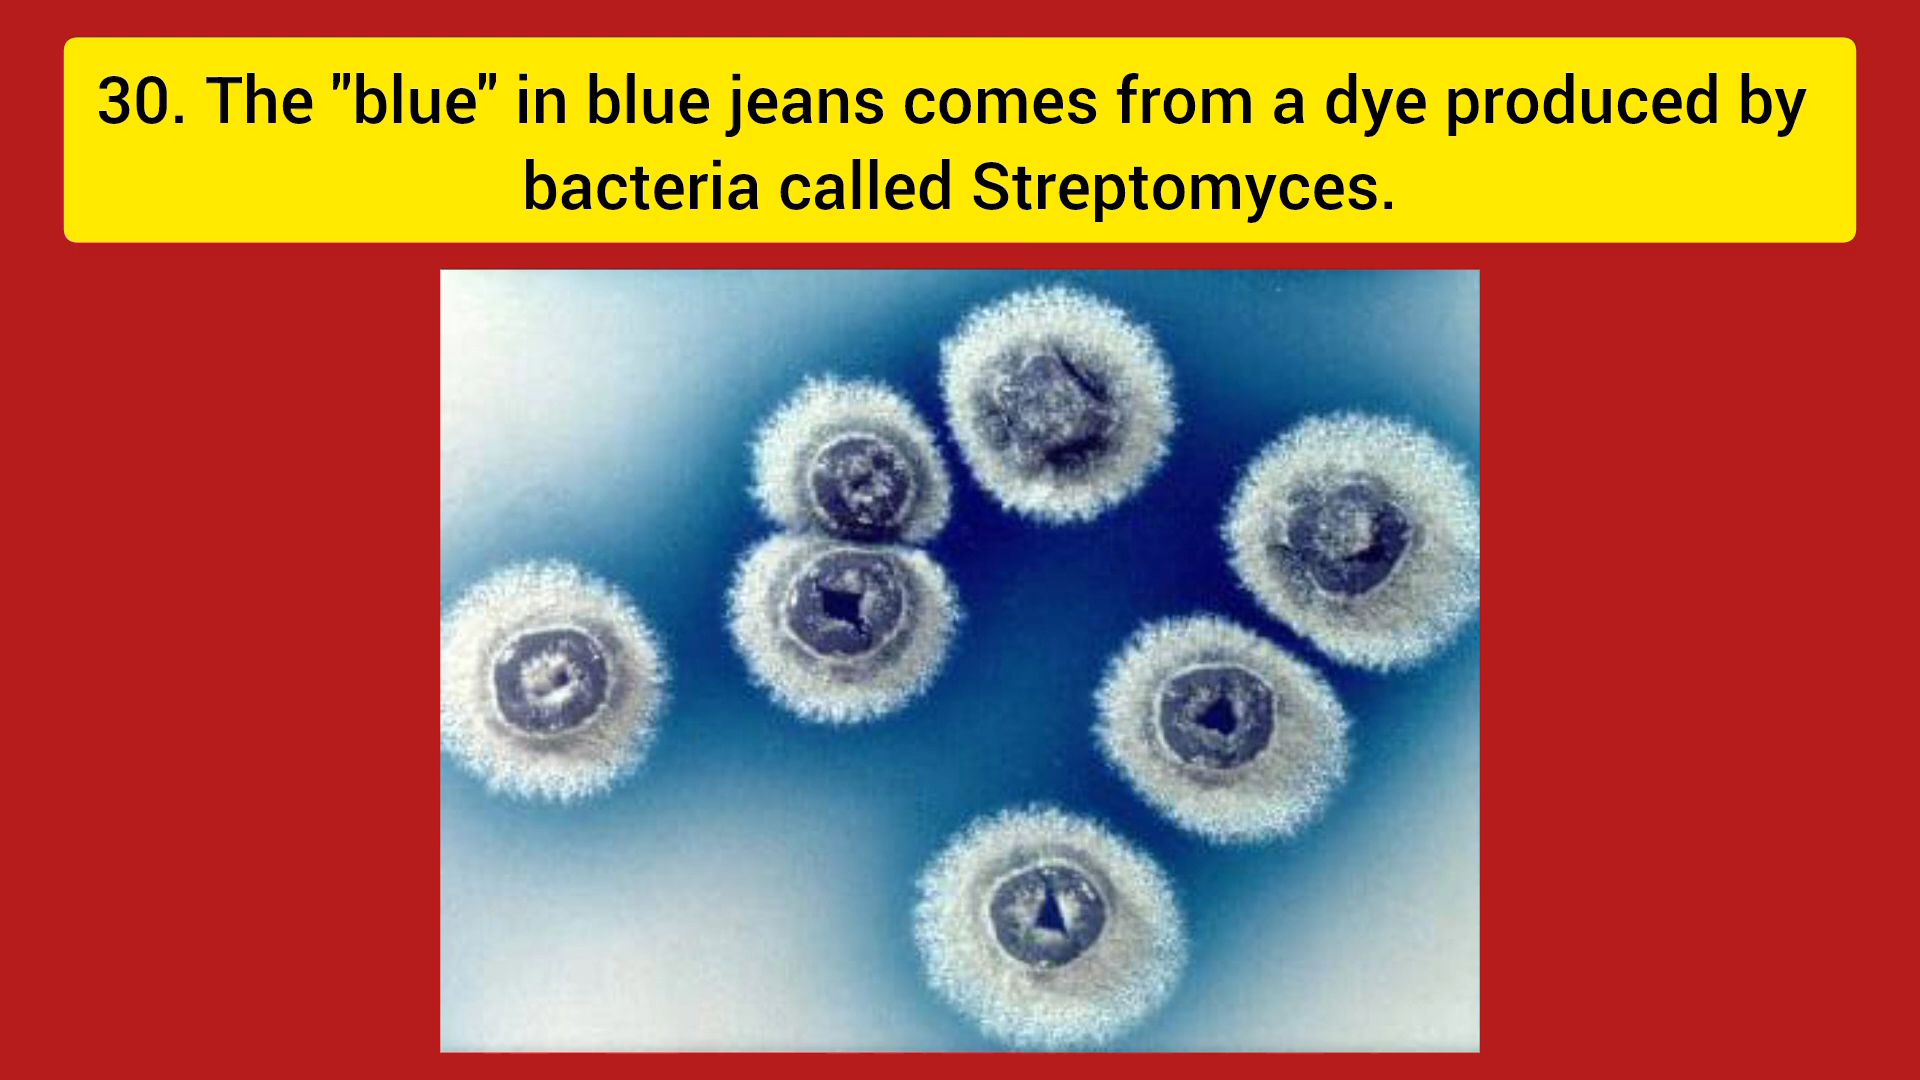 30. The "blue" in blue jeans comes from a dye produced by
bacteria called Streptomyces.